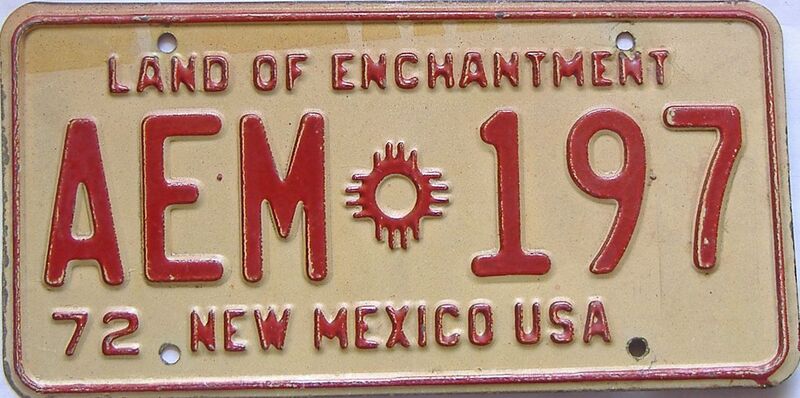 LAND OF ENCHANTMENT
AEM 197
72 NEW MEXICO USA